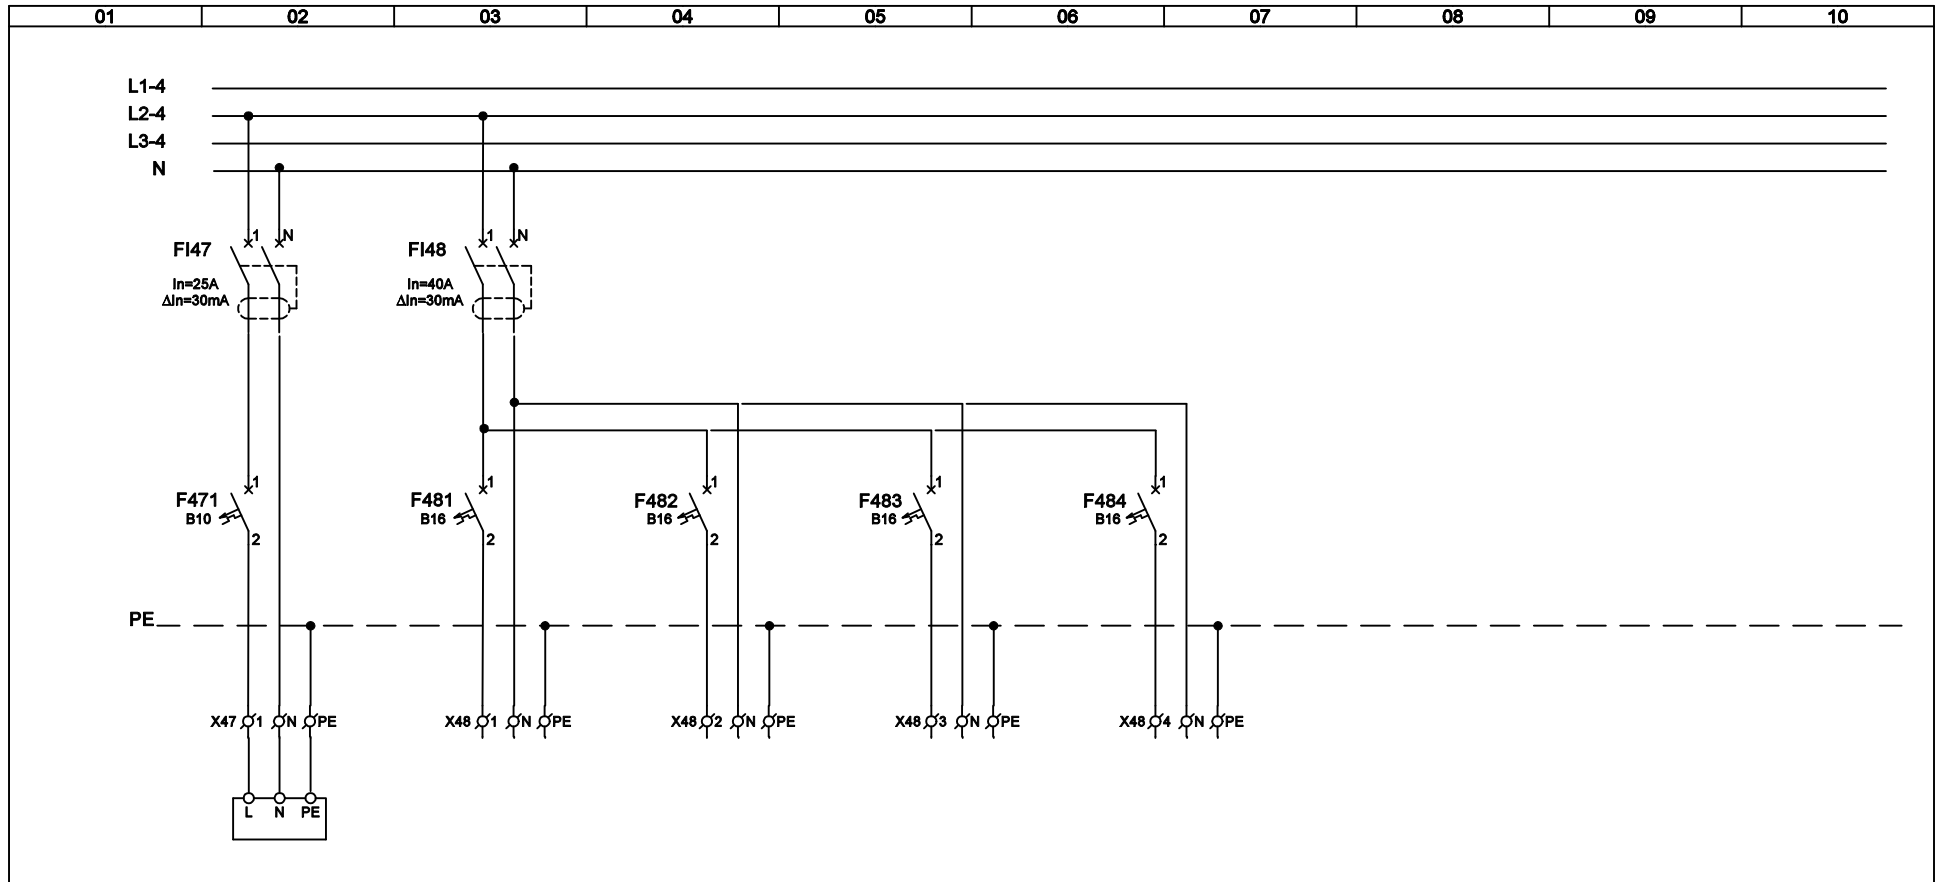 01 02 03 04 05 06 07 08 09 10
L1-4
L2-4
L3-4
N
1 N 1 N
FI47 FI48
In=25A In=40A
ΔIn=30mA ΔIn=30mA
1 1 1 1 1
F471 F481 F482 F483 F484
B10 B16 B16 B16 B16
2 2 2 2 2
PE
X47 1 N PE X48 1 N PE X48 2 N PE X48 3 N PE X48 4 N PE
L N PE